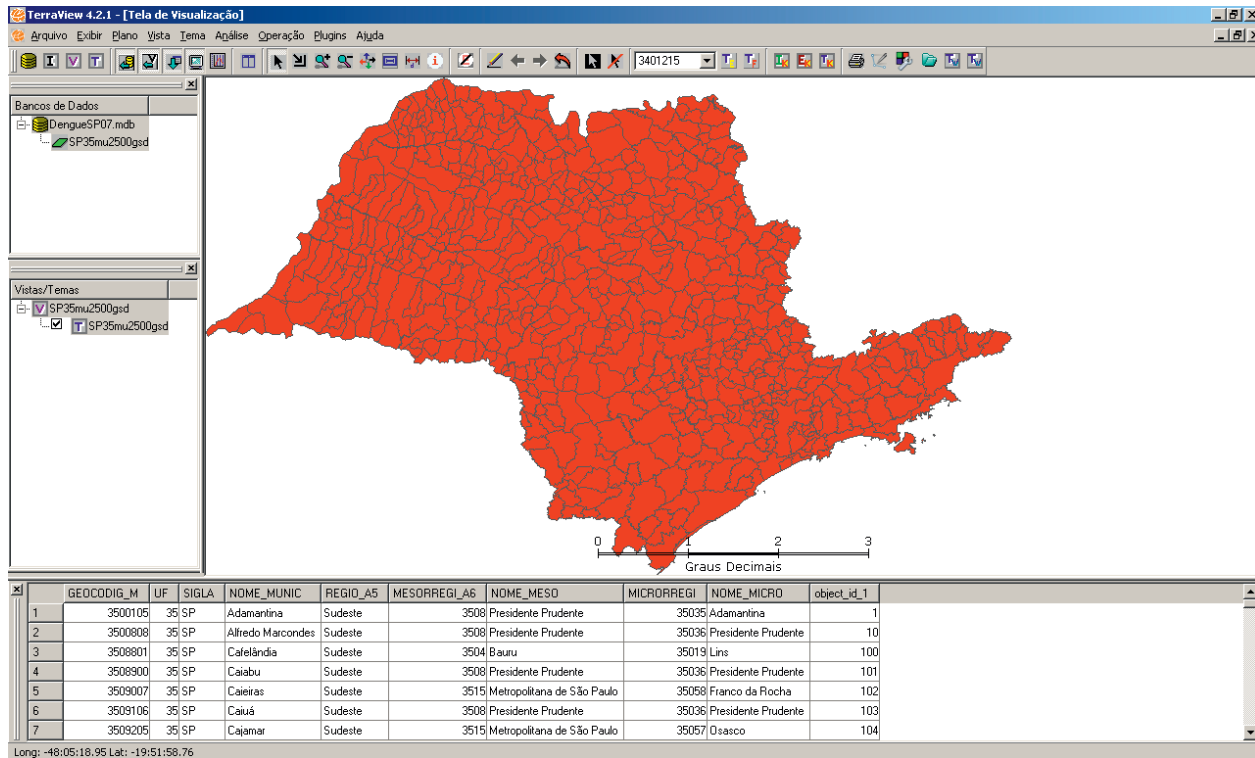 TerraView 4.2.1 - [Tela de Visualização]
Arquivo Exibir Plano Vista Tema Análise Operação Plugins Ajuda
I V T i 3401215 T T I E T T T
Bancos de Dados
DengueSP07.mdb
SP35mu2500gsd
Vistas/Temas
V SP35mu2500gsd
T SP35mu2500gsd
0 1 2 3
Graus Decimais
GEOCODIG_M UF SIGLA NOME_MUNIC REGIO_A5 MESORREGI_A6 NOME_MESO MICRORREGI NOME_MICRO object_id_1
1 3500105 35 SP Adamantina Sudeste 3508 Presidente Prudente 35035 Adamantina 1
2 3500808 35 SP Alfredo Marcondes Sudeste 3508 Presidente Prudente 35036 Presidente Prudente 10
3 3508801 35 SP Cafelândia Sudeste 3504 Bauru 35019 Lins 100
4 3508900 35 SP Caiabu Sudeste 3508 Presidente Prudente 35036 Presidente Prudente 101
5 3509007 35 SP Caieiras Sudeste 3515 Metropolitana de São Paulo 35058 Franco da Rocha 102
6 3509106 35 SP Caiuá Sudeste 3508 Presidente Prudente 35036 Presidente Prudente 103
7 3509205 35 SP Cajamar Sudeste 3515 Metropolitana de São Paulo 35057 Osasco 104
Long: -48:05:18.95 Lat: -19:51:58.76